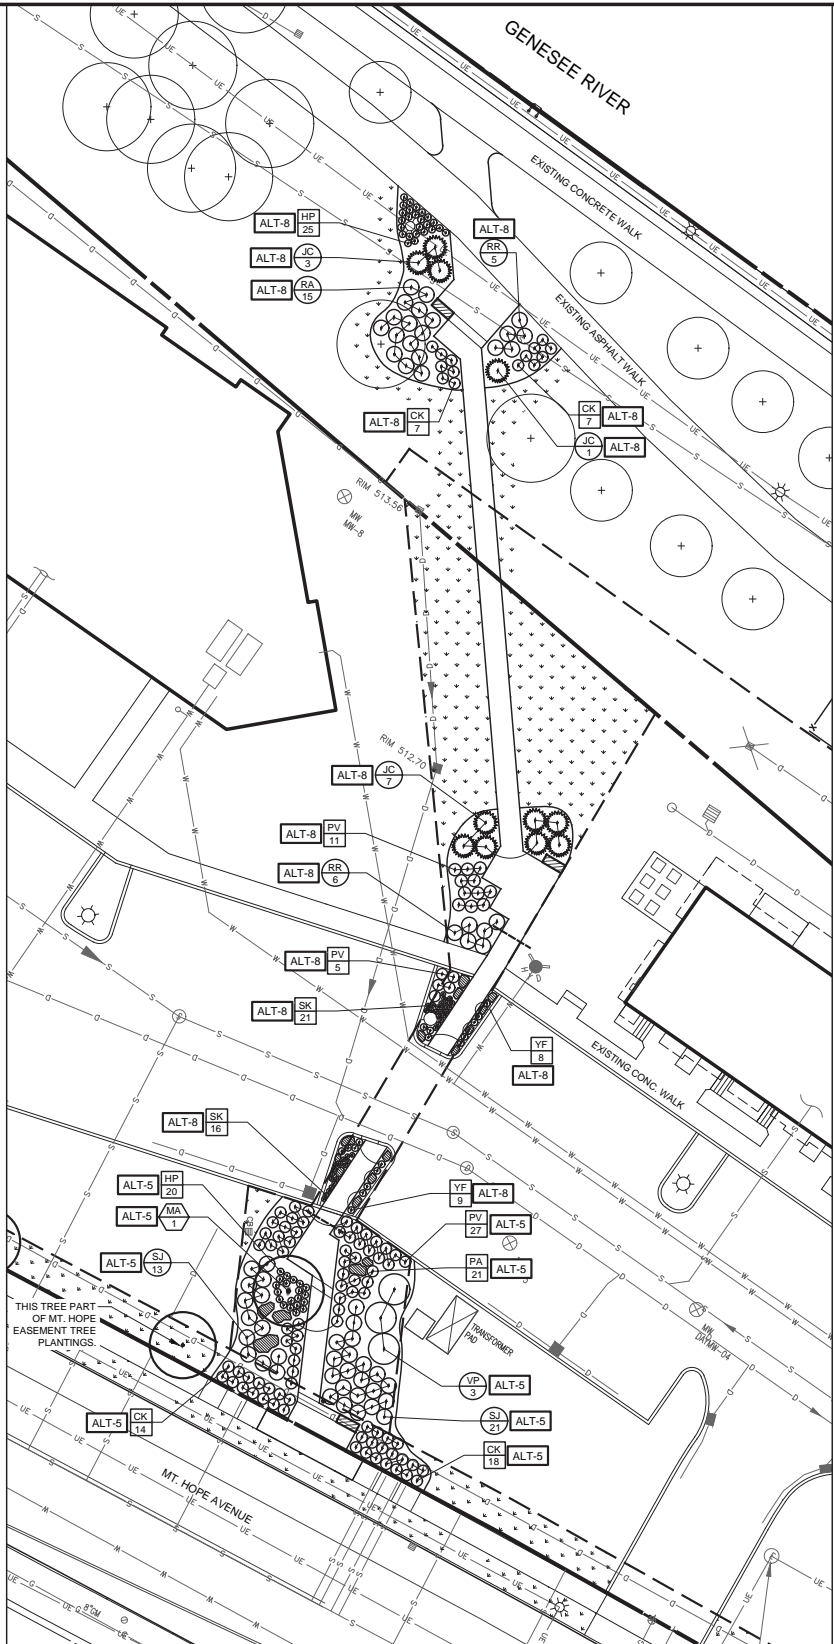 GENESEE RIVER
EXISTING CONCRETE WALK
EXISTING ASPHALT WALK
ALT-8 HP 25
ALT-8
RR 5
ALT-8 JC 3
ALT-8 RA 15
ALT-8 CK 7
CK 7 ALT-8
JC 1 ALT-8
RIM 513.56
MW
MW-8
RIM 512.70
ALT-8 JC 7
ALT-8 PV 11
ALT-8 RR 6
ALT-8 PV 5
ALT-8 SK 21
YF 8
ALT-8
EXISTING CONC. WALK
ALT-8 SK 16
ALT-5 HP 20
YF 9 ALT-8
ALT-5 MA 1
PV 27 ALT-5
ALT-5 SJ 13
PA 21 ALT-5
THIS TREE PART
OF MT. HOPE
EASEMENT TREE
PLANTINGS.
TRANSFORMER
PAD
MW
DAYMW-04
VP 3 ALT-5
SJ 21 ALT-5
ALT-5 CK 14
CK 18 ALT-5
MT. HOPE AVENUE
8"GM